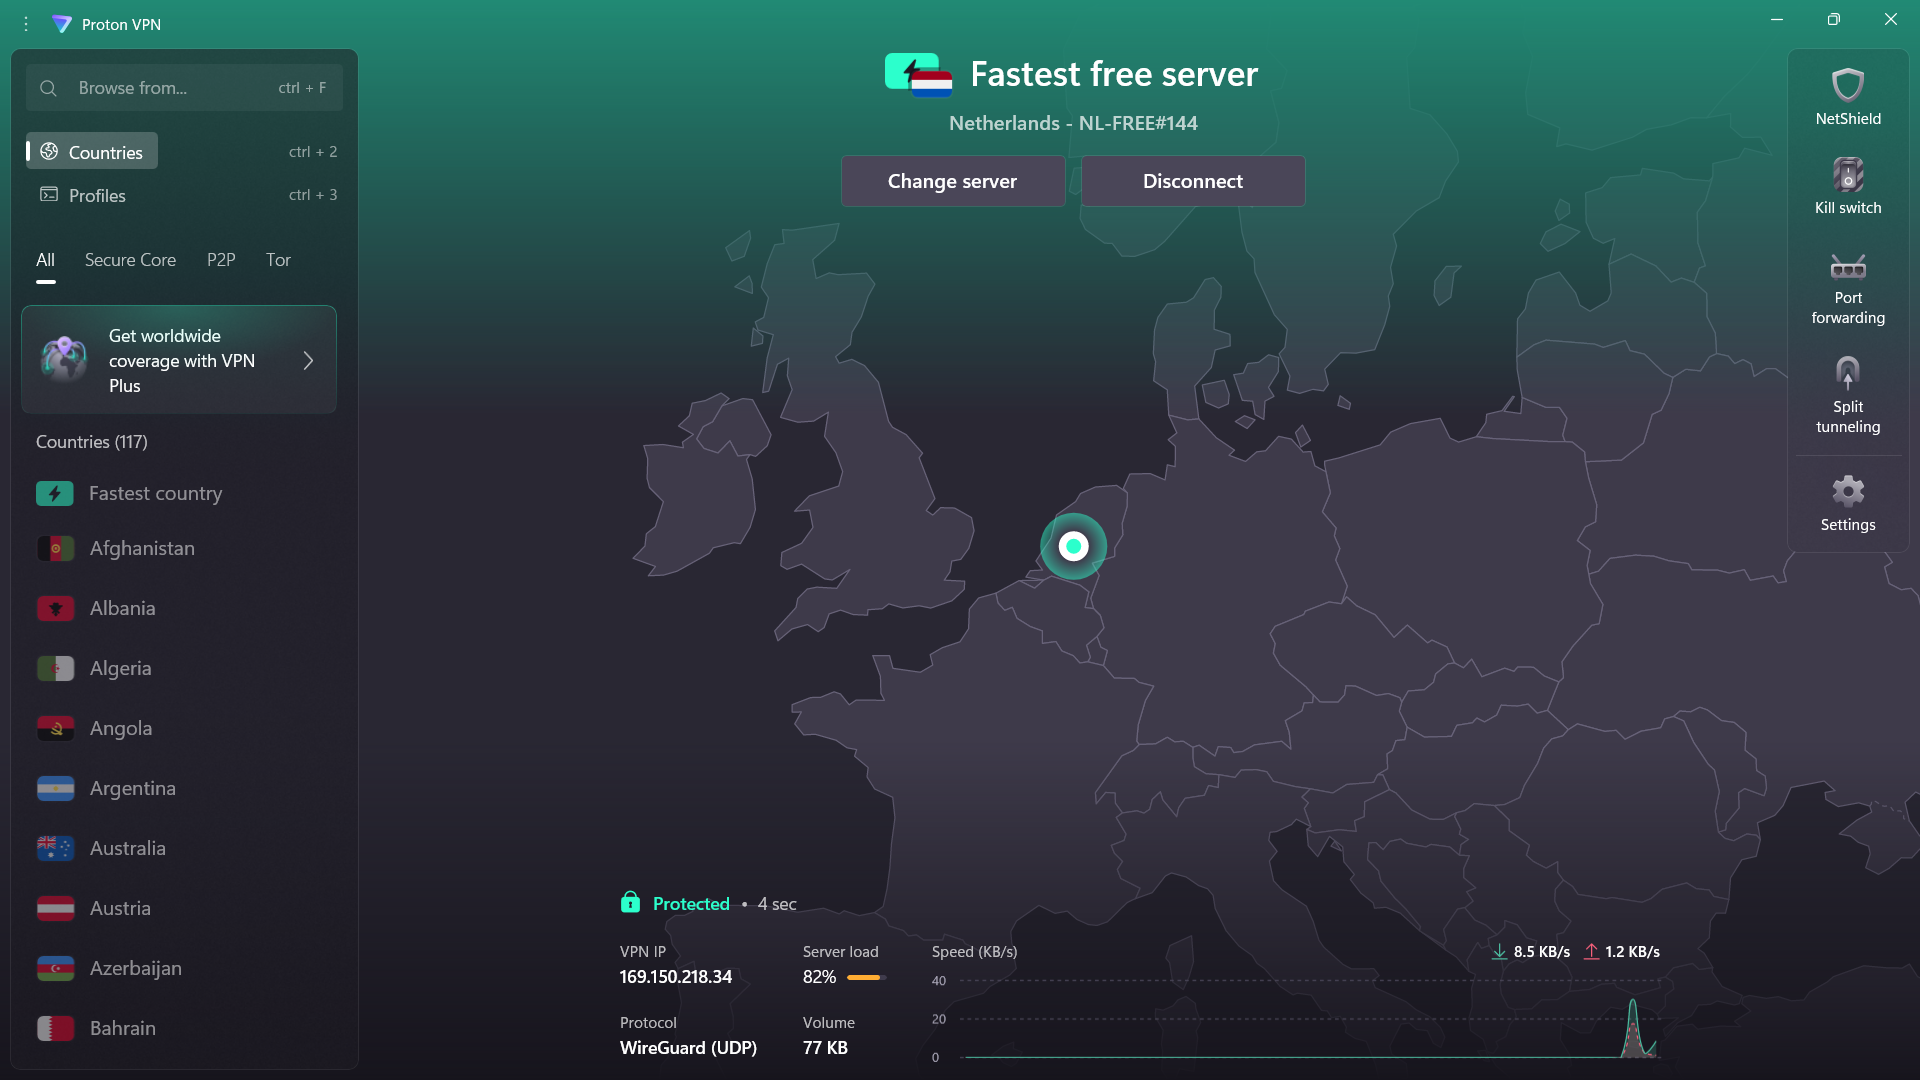 Proton VPN
Browse from...
ctrl + F
Countries
ctrl + 2
Profiles
ctrl + 3
All
Secure Core
P2P
Tor
Get worldwide
coverage with VPN
Plus
Countries (117)
Fastest country
Afghanistan
Albania
Algeria
Angola
Argentina
Australia
Austria
Azerbaijan
Bahrain
Fastest free server
Netherlands - NL-FREE#144
Change server
Disconnect
Protected • 4 sec
VPN IP
169.150.218.34
Server load
82%
Protocol
WireGuard (UDP)
Volume
77 KB
Speed (KB/s)
8.5 KB/s
1.2 KB/s
40
20
0
NetShield
Kill switch
Port
forwarding
Split
tunneling
Settings